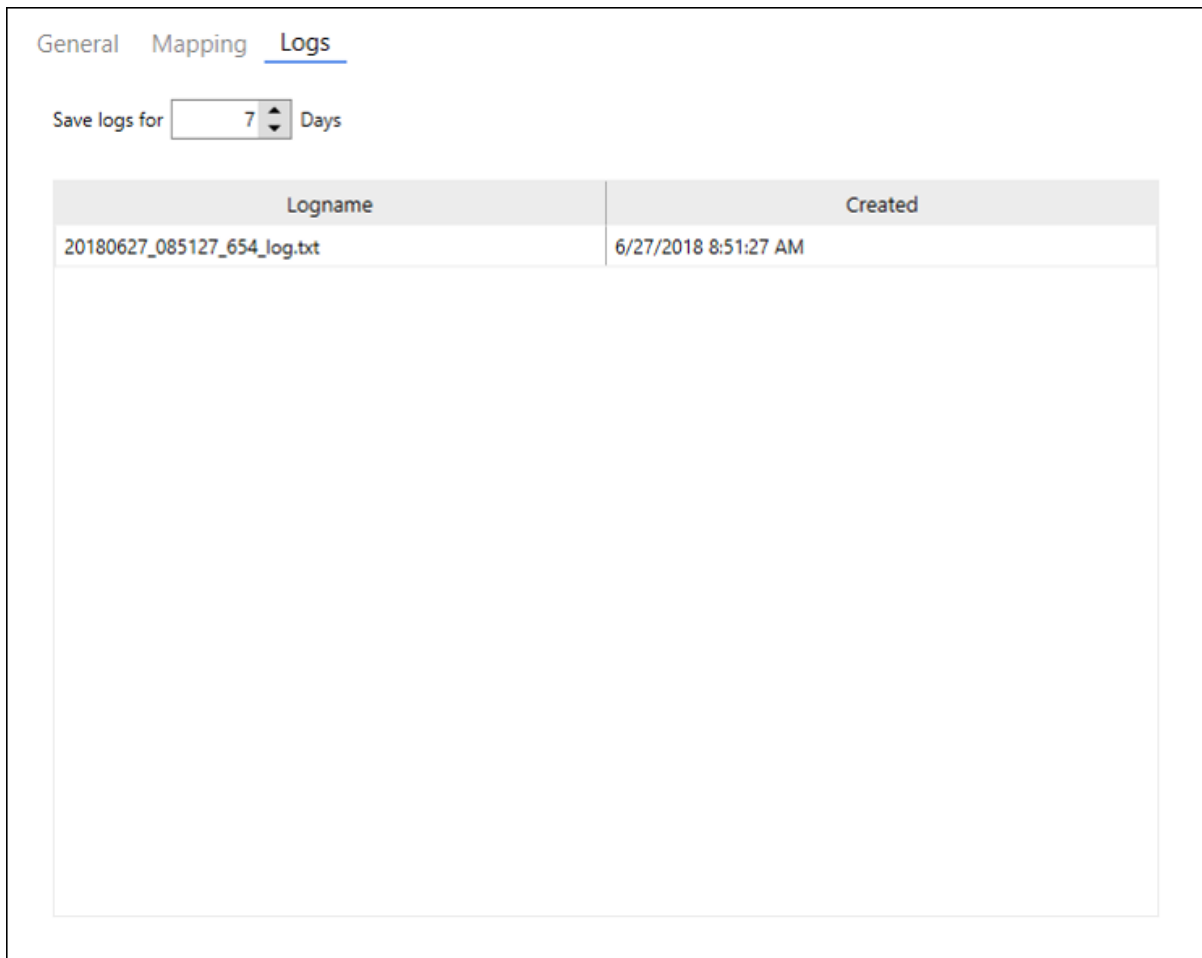 General Mapping Logs
Save logs for 7 Days
Logname Created
20180627_085127_654_log.txt 6/27/2018 8:51:27 AM